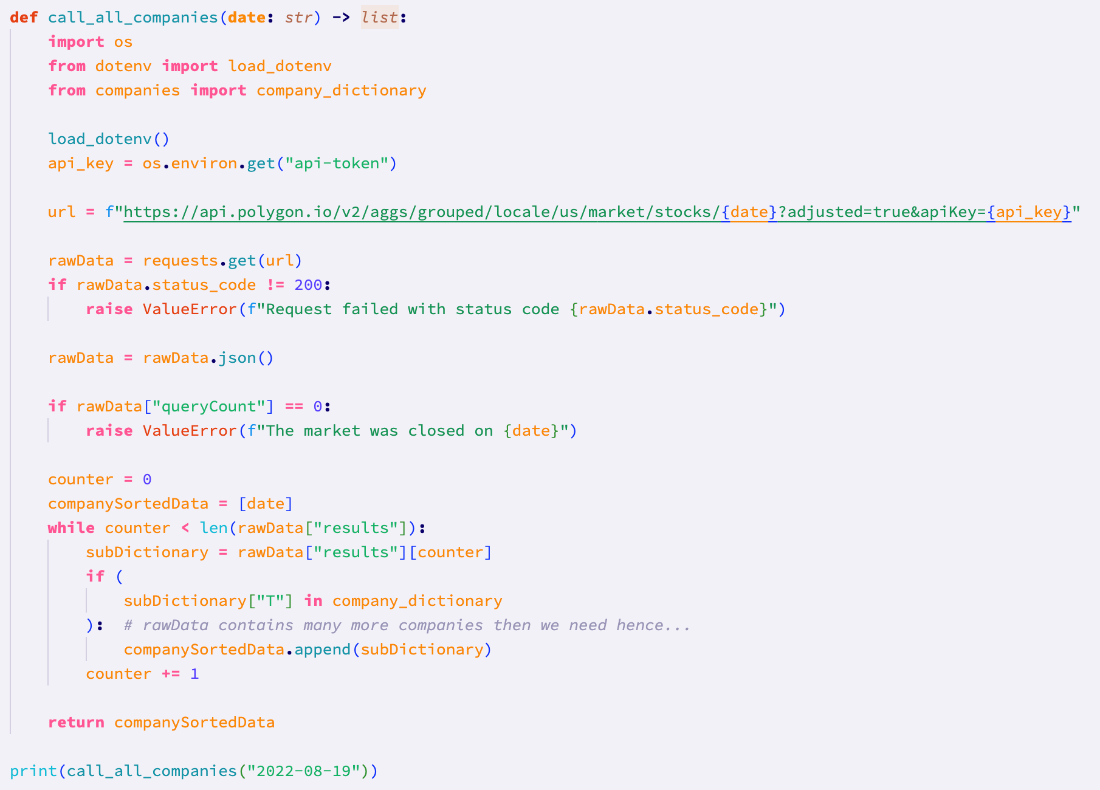 def call_all_companies(date: str) -> list:
    import os
    from dotenv import load_dotenv
    from companies import company_dictionary

    load_dotenv()
    api_key = os.environ.get("api-token")

    url = f"https://api.polygon.io/v2/aggs/grouped/locale/us/market/stocks/{date}?adjusted=true&apiKey={api_key}"

    rawData = requests.get(url)
    if rawData.status_code != 200:
        raise ValueError(f"Request failed with status code {rawData.status_code}")

    rawData = rawData.json()

    if rawData["queryCount"] == 0:
        raise ValueError(f"The market was closed on {date}")

    counter = 0
    companySortedData = [date]
    while counter < len(rawData["results"]):
        subDictionary = rawData["results"][counter]
        if (
            subDictionary["T"] in company_dictionary
        ):  # rawData contains many more companies then we need hence...
            companySortedData.append(subDictionary)
        counter += 1

    return companySortedData

print(call_all_companies("2022-08-19"))